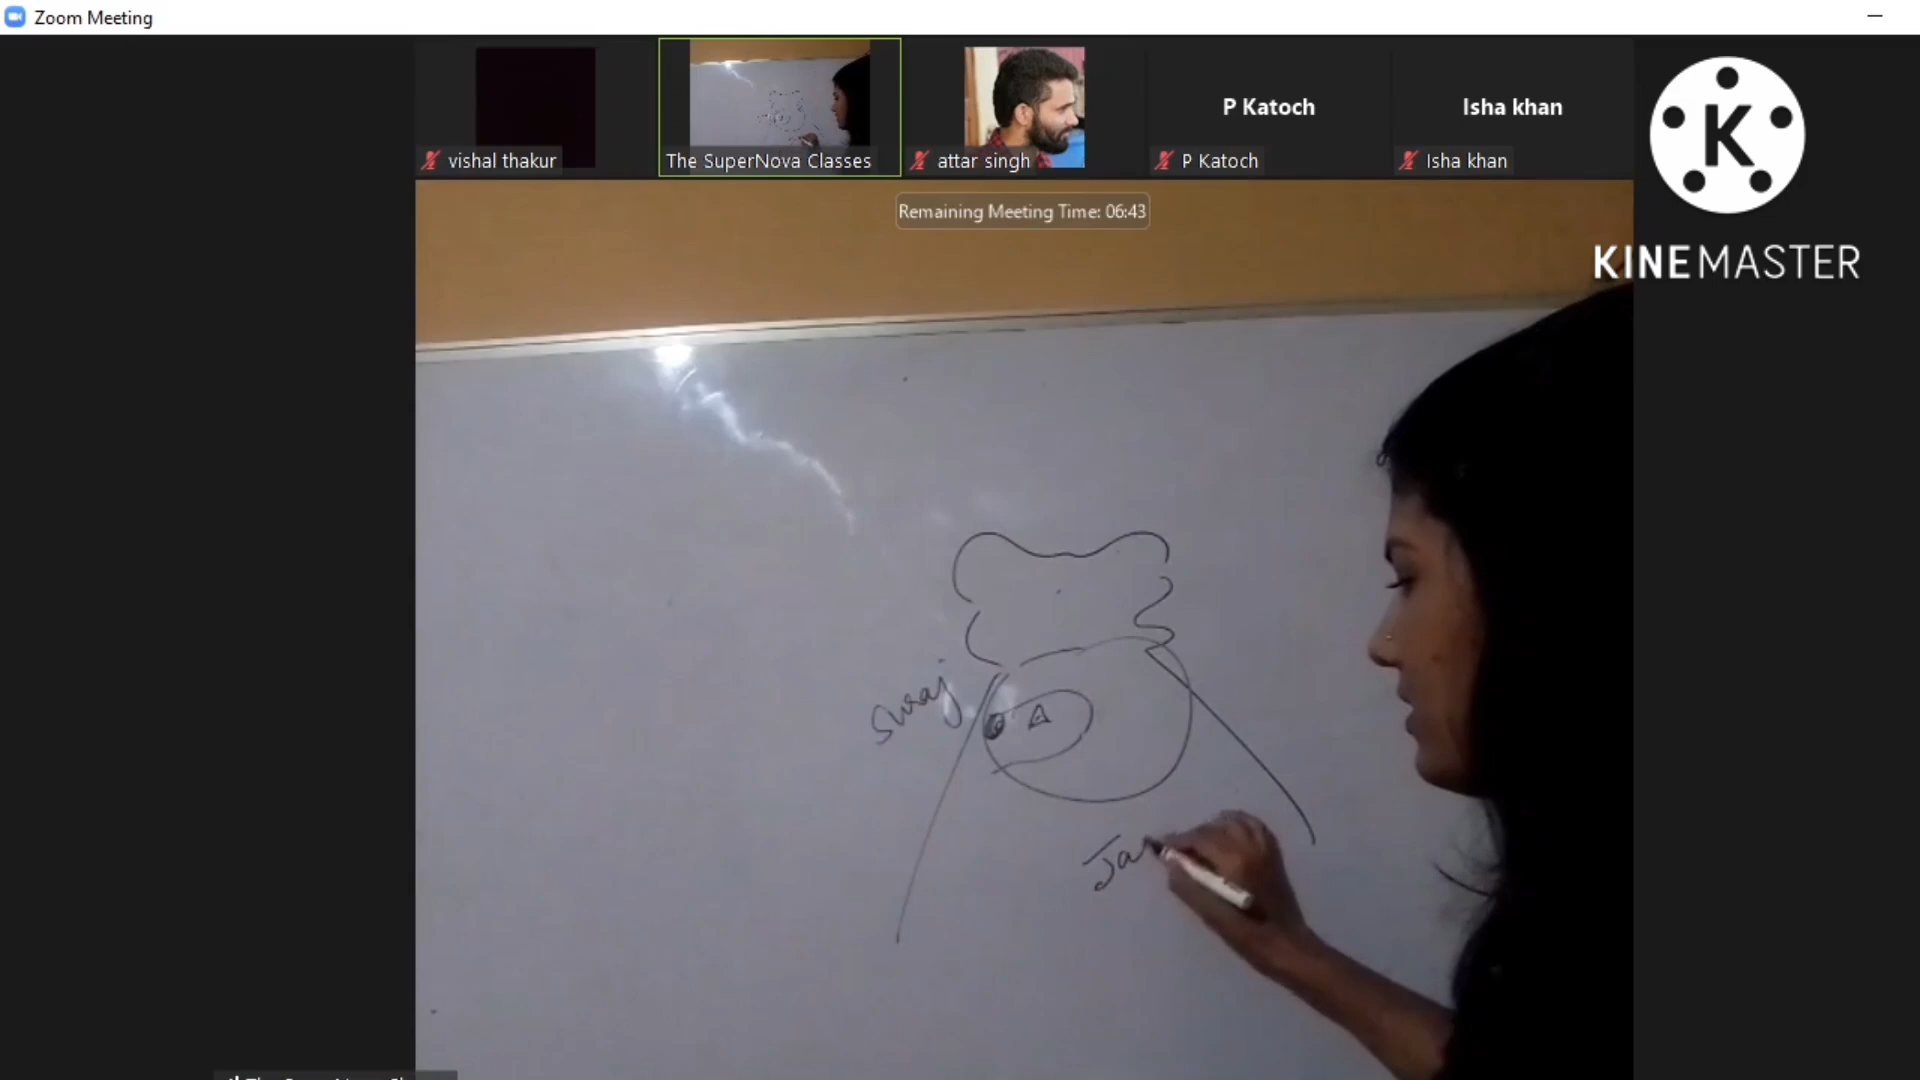 Zoom Meeting
P Katoch
Isha khan
vishal thakur
The SuperNova Classes
attar singh
P Katoch
Isha khan
K
KINEMASTER
Remaining Meeting Time: 06:43
Suraj
A
Ja